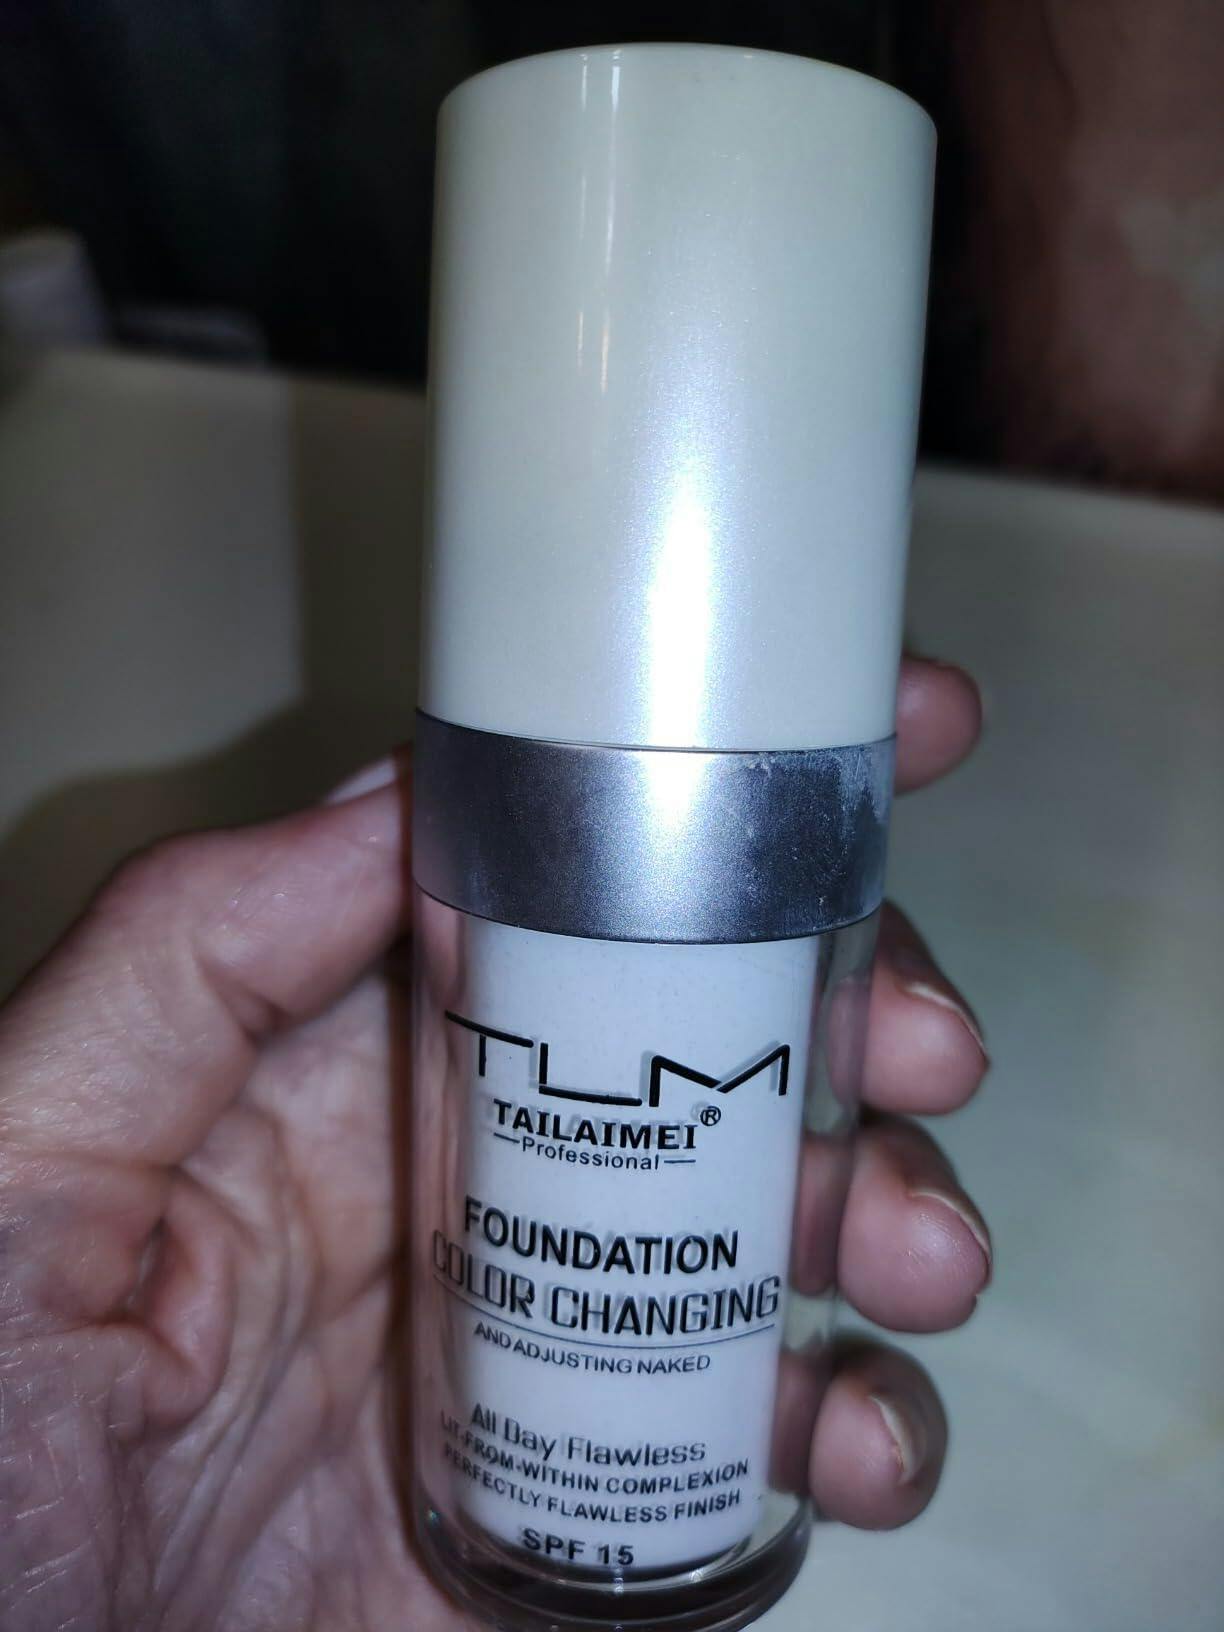 TLM
TAILAIMEI®
Professional
FOUNDATION
COLOR CHANGING
AND ADJUSTING NAKED
All Day Flawless
LIT-FROM-WITHIN COMPLEXION
PERFECTLY FLAWLESS FINISH
SPF 15